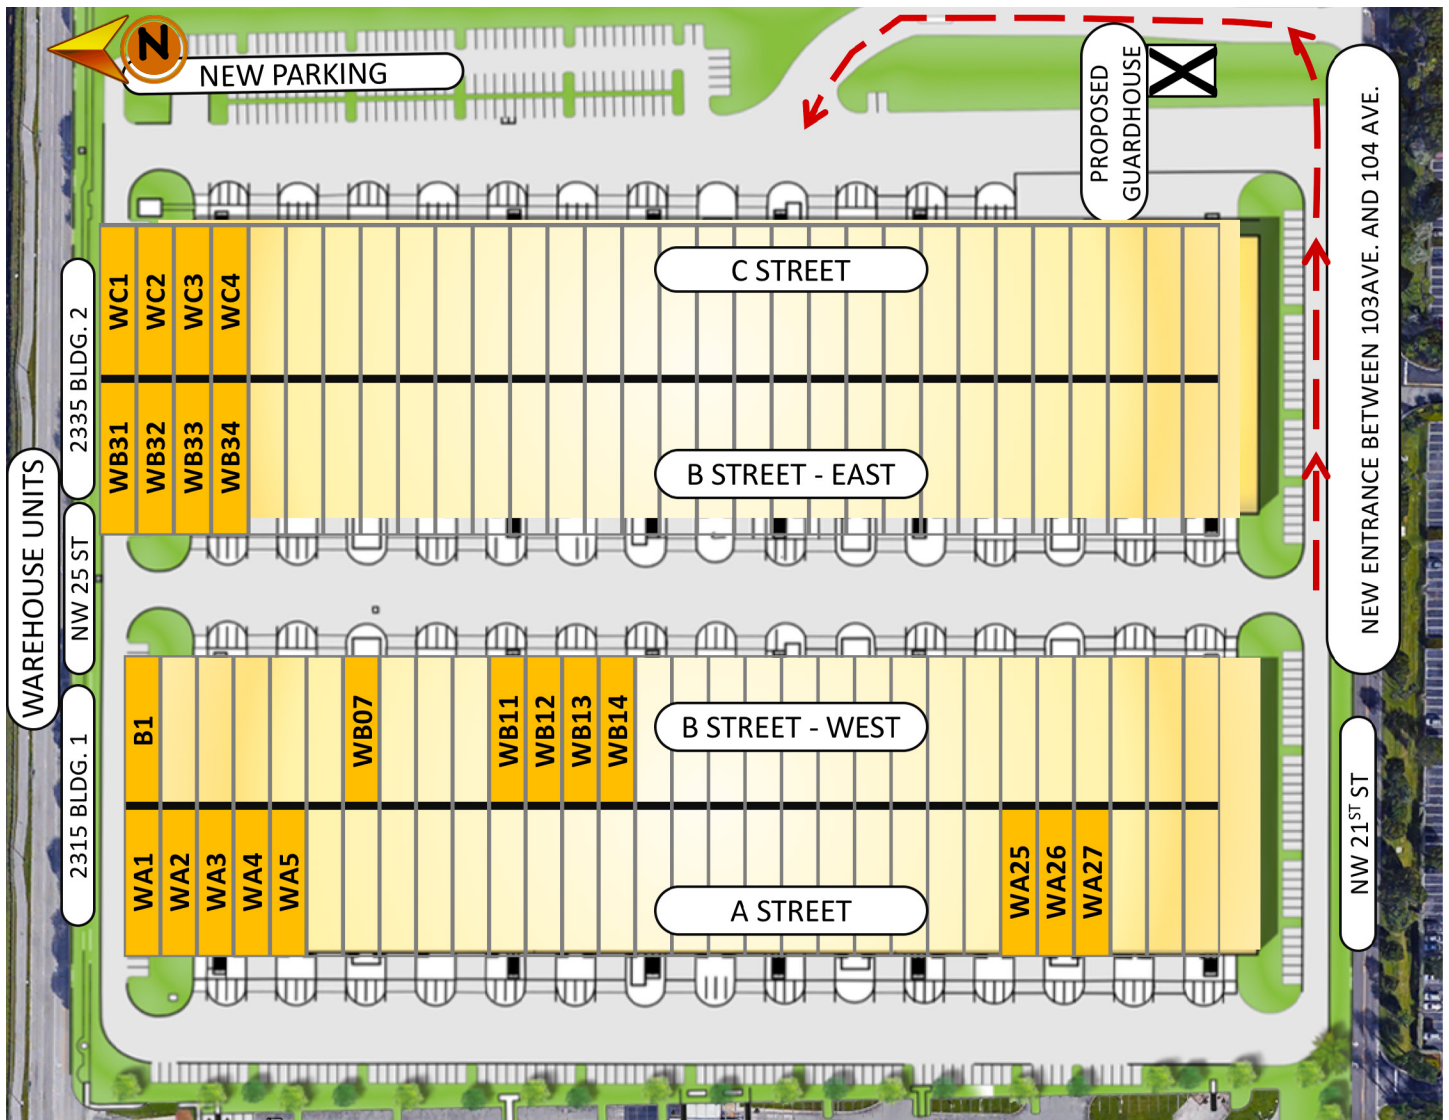 N
NEW PARKING
PROPOSED
GUARDHOUSE
NEW ENTRANCE BETWEEN 103AVE. AND 104 AVE.
C STREET
WC1
WC2
WC3
WC4
2335 BLDG. 2
WB31
WB32
WB33
WB34
B STREET - EAST
WAREHOUSE UNITS
NW 25 ST
B1
WB07
WB11
WB12
WB13
WB14
B STREET - WEST
2315 BLDG. 1
WA1
WA2
WA3
WA4
WA5
A STREET
WA25
WA26
WA27
NW 21ST ST